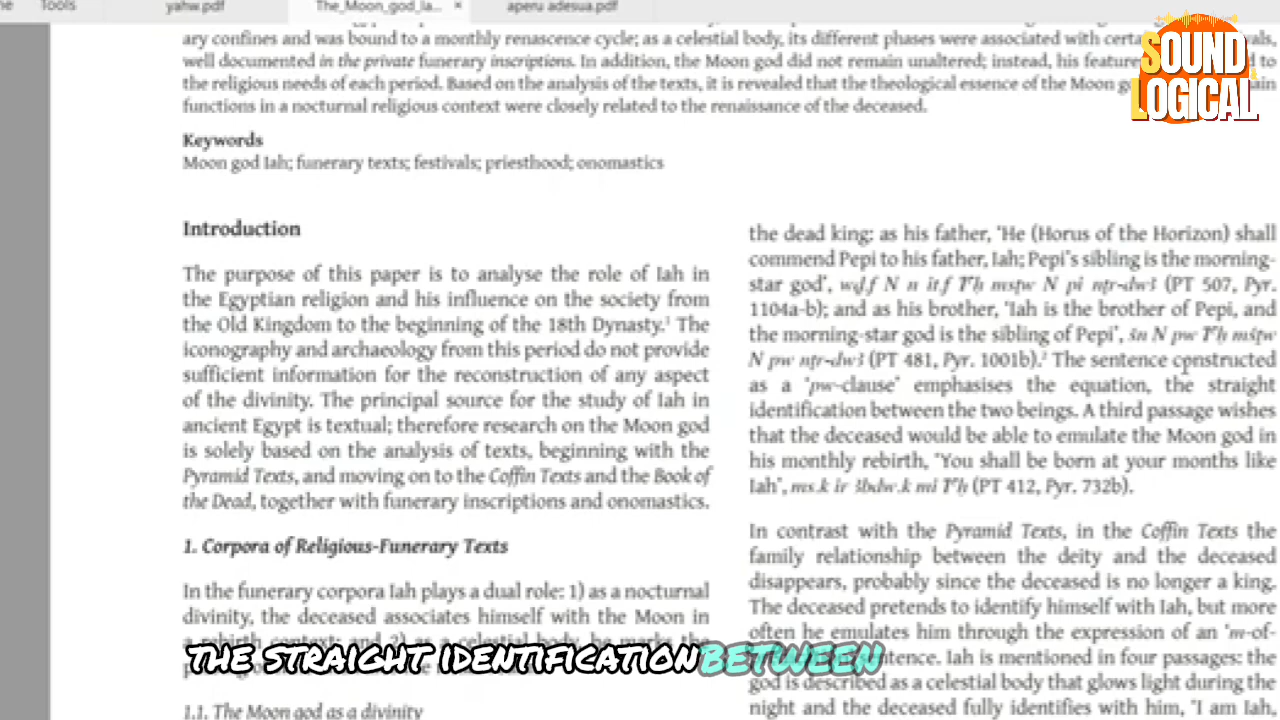 Tools
yahw.pdf
The_Moon_god_Ia...
aperu adesua.pdf
SOUND
LOGICAL
ary confines and was bound to a monthly renascence cycle; as a celestial body, its different phases were associated with
well documented in the private funerary inscriptions. In addition, the Moon god did not remain unaltered; instead, his
the religious needs of each period. Based on the analysis of the texts, it is revealed that the theological essence of the Moon
functions in a nocturnal religious context were closely related to the renaissance of the deceased.
Keywords
Moon god Iah; funerary texts; festivals; priesthood; onomastics
Introduction
The purpose of this paper is to analyse the role of Iah in
the Egyptian religion and his influence on the society from
the Old Kingdom to the beginning of the 18th Dynasty.¹ The
iconography and archaeology from this period do not provide
sufficient information for the reconstruction of any aspect
of the divinity. The principal source for the study of Iah in
ancient Egypt is textual; therefore research on the Moon god
is solely based on the analysis of texts, beginning with the
Pyramid Texts, and moving on to the Coffin Texts and the Book of
the Dead, together with funerary inscriptions and onomastics.
1. Corpora of Religious-Funerary Texts
In the funerary corpora Iah plays a dual role: 1) as a nocturnal
divinity, the deceased associates himself with the Moon in
a rebirth context; and 2) as a celestial body, he marks the
1.1. The Moon god as a divinity
the dead king: as his father, 'He (Horus of the Horizon) shall
commend Pepi to his father, Iah; Pepi's sibling is the morning-
star god', (PT 507, Pyr.
1104a-b); and as his brother, 'Iah is the brother of Pepi, and
the morning-star god is the sibling of Pepi',
N pw (PT 481, Pyr. 1001b).² The sentence constructed
as a 'pw-clause' emphasises the equation, the straight
identification between the two beings. A third passage wishes
that the deceased would be able to emulate the Moon god in
his monthly rebirth, 'You shall be born at your months like
Iah', (PT 412, Pyr. 732b).
In contrast with the Pyramid Texts, in the Coffin Texts the
family relationship between the deity and the deceased
disappears, probably since the deceased is no longer a king.
The deceased pretends to identify himself with Iah, but more
often he emulates him through the expression of an 'm-of-
Iah is mentioned in four passages: the
god is described as a celestial body that glows light during the
night and the deceased fully identifies with him, 'I am Iah,
THE STRAIGHT IDENTIFICATION BETWEEN